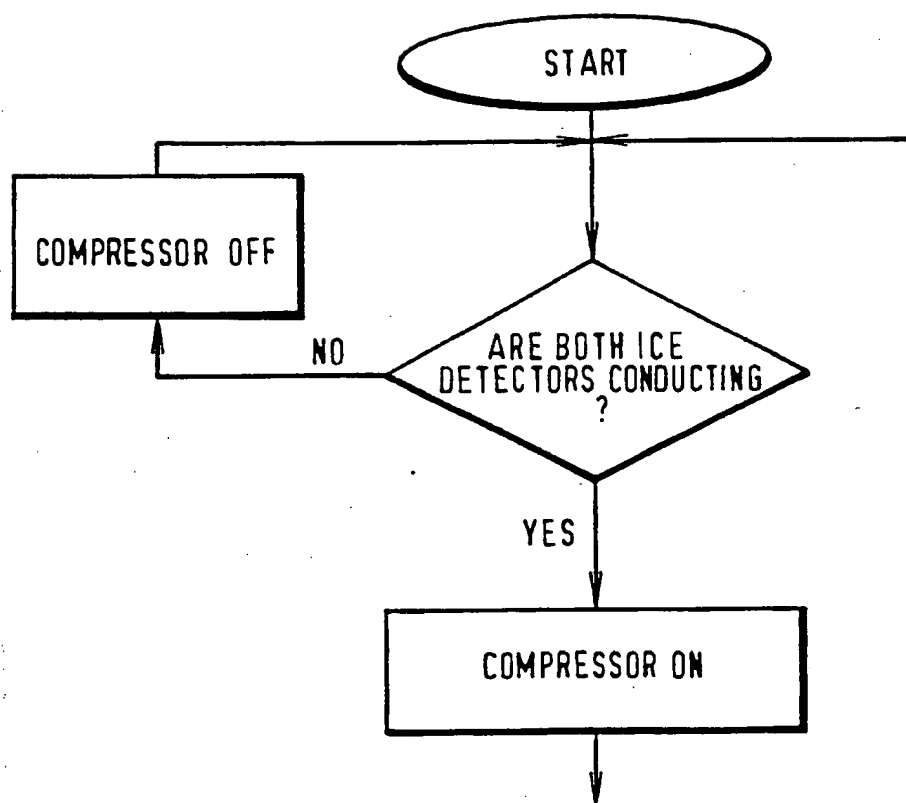 START
COMPRESSOR OFF
NO
ARE BOTH ICE
DETECTORS CONDUCTING
?
YES
COMPRESSOR ON